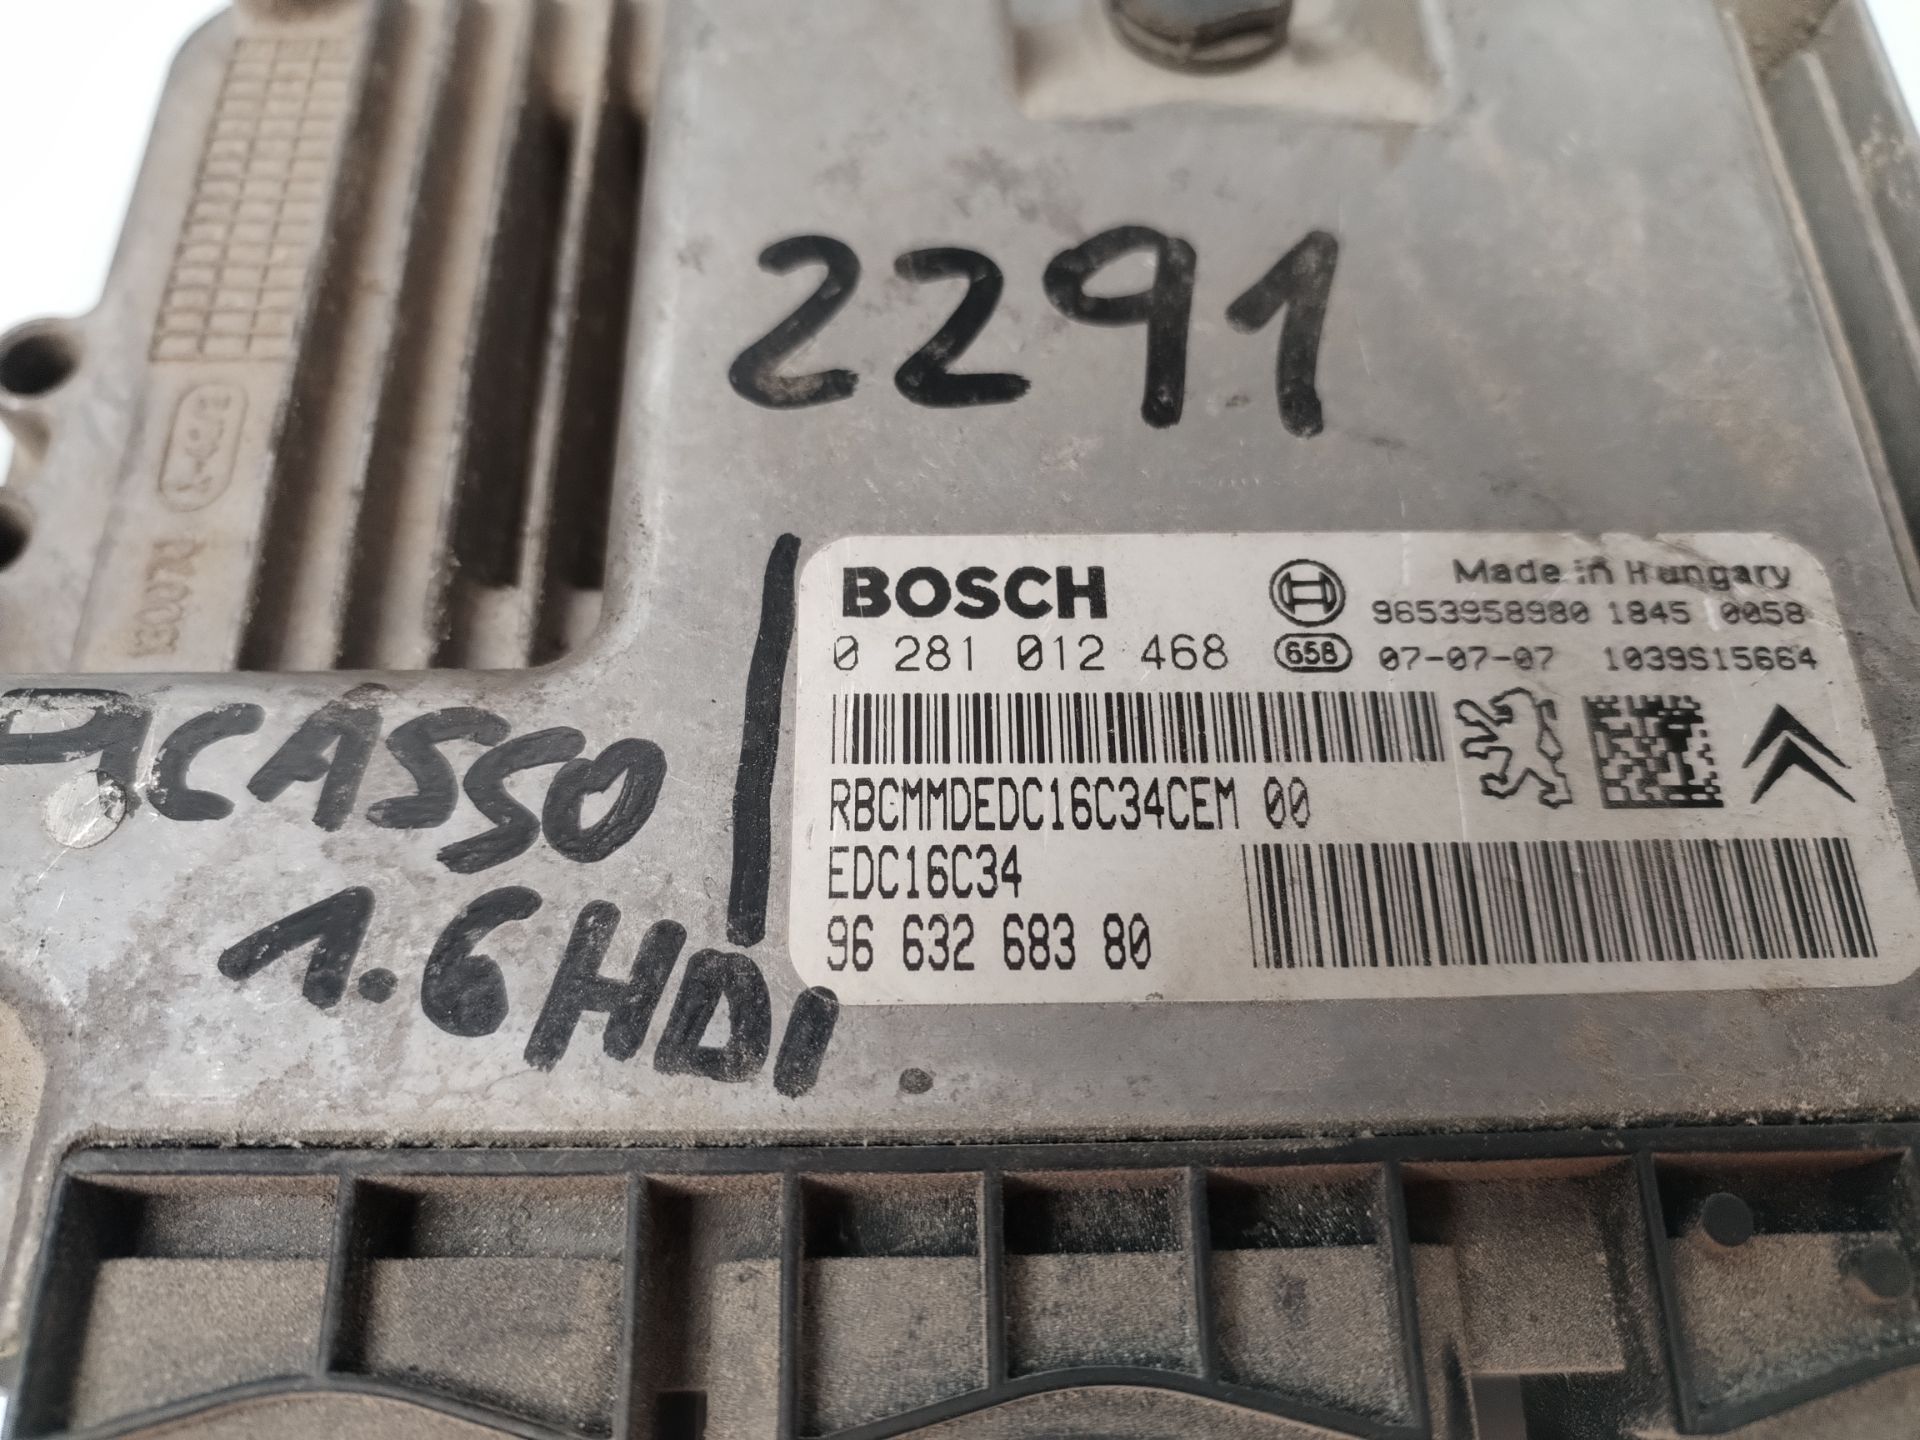 2291
BOSCH
Made in Hungary
9653958980 1845 0058
0 281 012 468
658
07-07-07 1039S15664
RBCMMDEDC16C34CEM 00
EDC16C34
96 632 683 80
ACASSO
1.6HDI